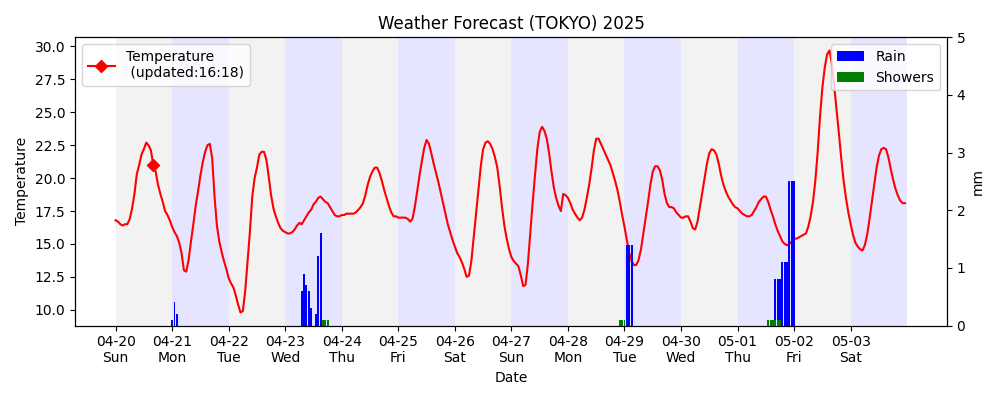 Weather Forecast (TOKYO) 2025
Temperature
(updated:16:18)
Rain
Showers
30.0
27.5
25.0
22.5
20.0
17.5
15.0
12.5
10.0
Temperature
5
4
3
2
1
0
mm
04-20 04-21 04-22 04-23 04-24 04-25 04-26 04-27 04-28 04-29 04-30 05-01 05-02 05-03
Sun Mon Tue Wed Thu Fri Sat Sun Mon Tue Wed Thu Fri Sat
Date